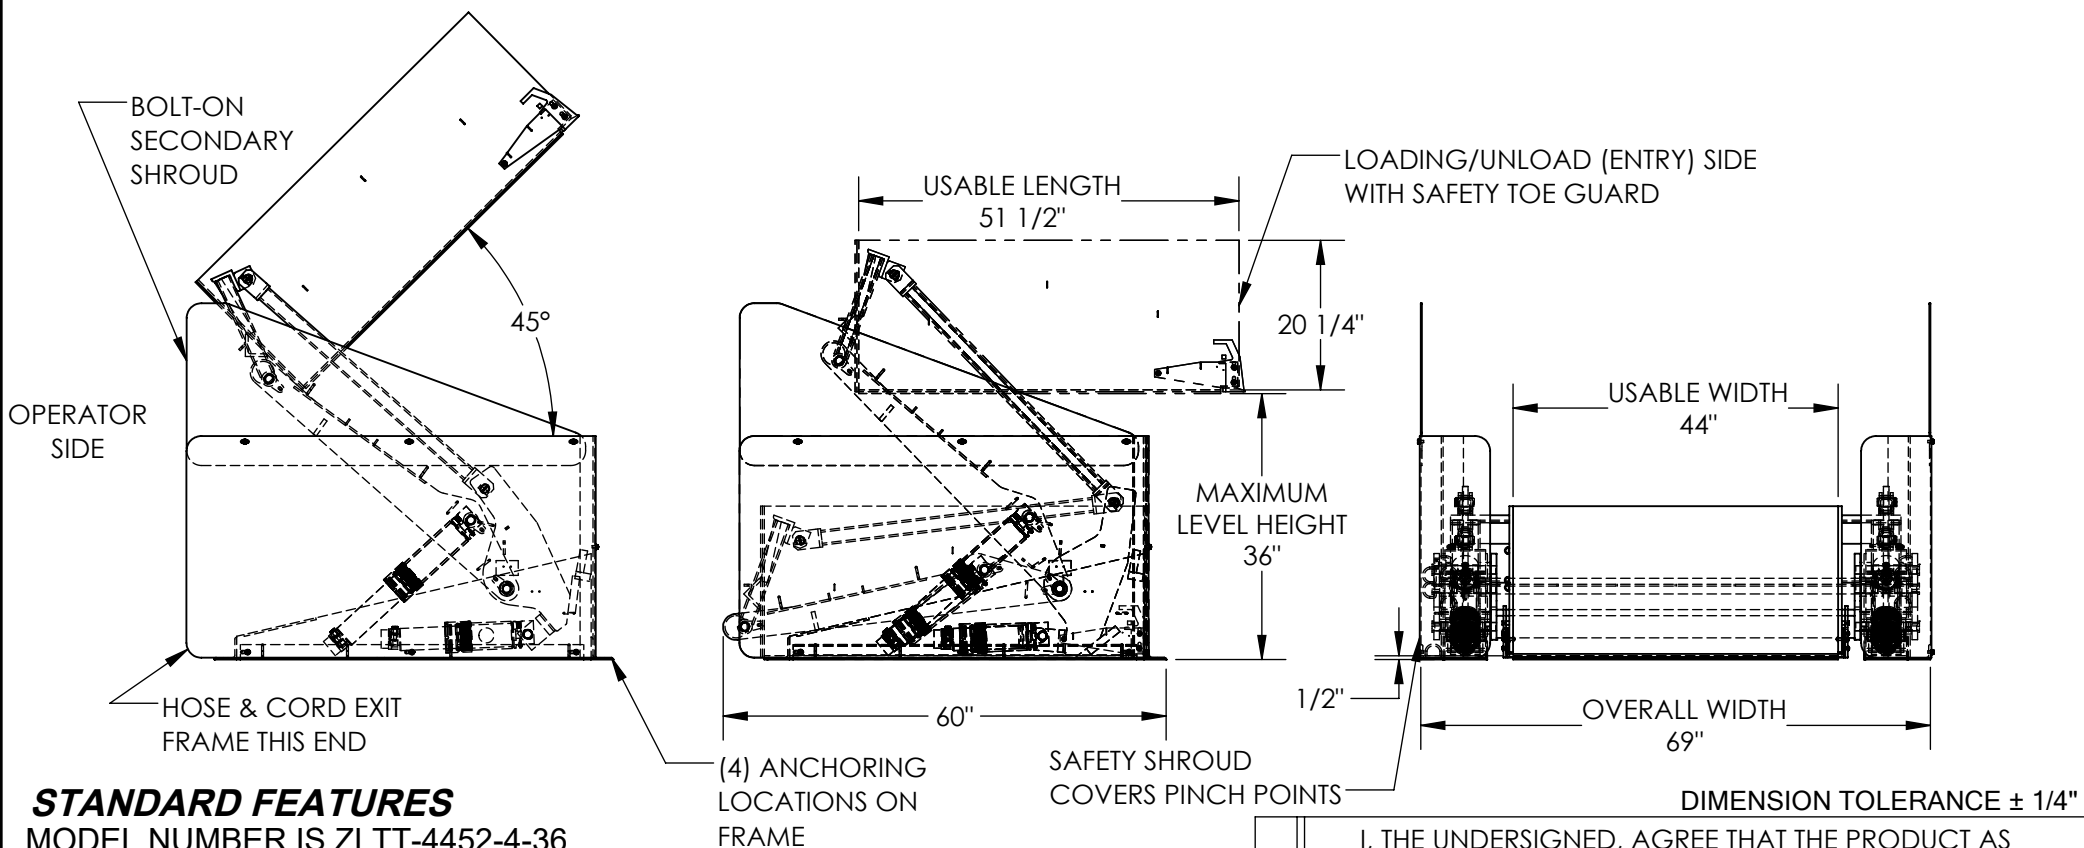 BOLT-ON
SECONDARY
SHROUD
45°
OPERATOR
SIDE
HOSE & CORD EXIT
FRAME THIS END
(4) ANCHORING
LOCATIONS ON
FRAME
USABLE LENGTH
51 1/2"
LOADING/UNLOAD (ENTRY) SIDE
WITH SAFETY TOE GUARD
20 1/4"
MAXIMUM
LEVEL HEIGHT
36"
60"
USABLE WIDTH
44"
1/2"
OVERALL WIDTH
69"
SAFETY SHROUD
COVERS PINCH POINTS
DIMENSION TOLERANCE ± 1/4"
STANDARD FEATURES
MODEL NUMBER IS ZLTT-4452-4-36
I, THE UNDERSIGNED, AGREE THAT THE PRODUCT AS